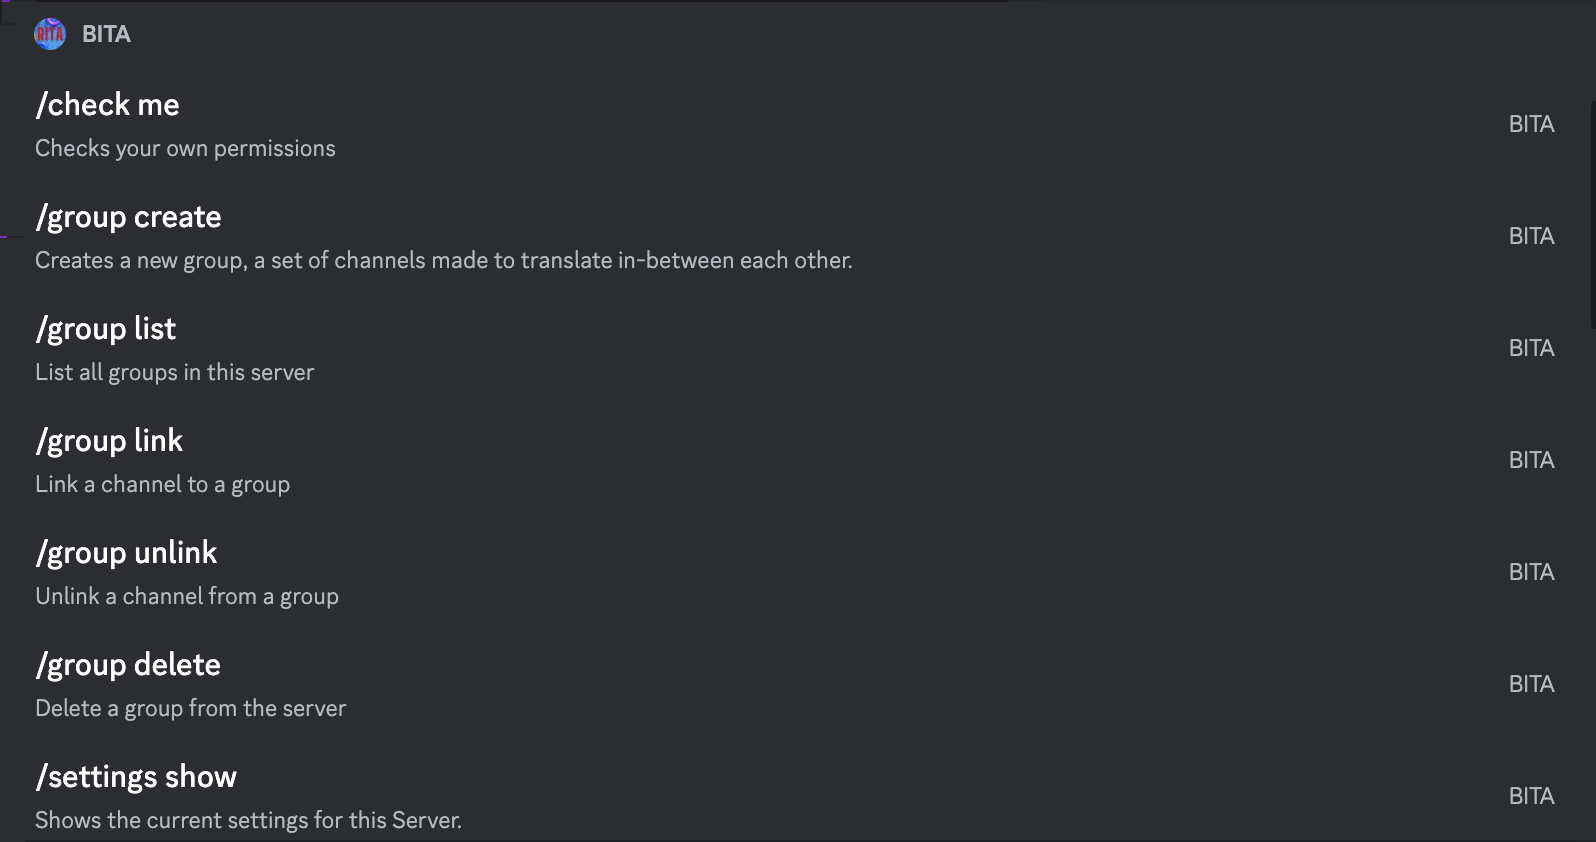 RITA BITA
/check me
Checks your own permissions
BITA
/group create
Creates a new group, a set of channels made to translate in-between each other.
BITA
/group list
List all groups in this server
BITA
/group link
Link a channel to a group
BITA
/group unlink
Unlink a channel from a group
BITA
/group delete
Delete a group from the server
BITA
/settings show
Shows the current settings for this Server.
BITA